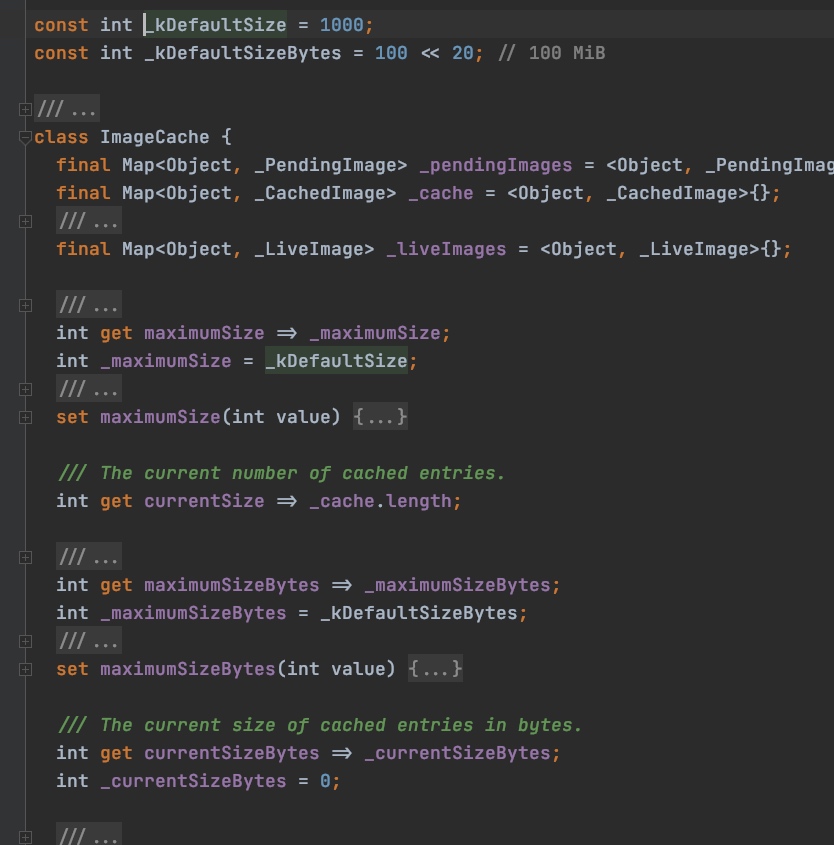 const int _kDefaultSize = 1000;
const int _kDefaultSizeBytes = 100 << 20; // 100 MiB
/// ...
class ImageCache {
final Map<Object, _PendingImage> _pendingImages = <Object, _PendingImag
final Map<Object, _CachedImage> _cache = <Object, _CachedImage>{};
/// ...
final Map<Object, _LiveImage> _liveImages = <Object, _LiveImage>{};
/// ...
int get maximumSize => _maximumSize;
int _maximumSize = _kDefaultSize;
/// ...
set maximumSize(int value) {...}
/// The current number of cached entries.
int get currentSize => _cache.length;
/// ...
int get maximumSizeBytes => _maximumSizeBytes;
int _maximumSizeBytes = _kDefaultSizeBytes;
/// ...
set maximumSizeBytes(int value) {...}
/// The current size of cached entries in bytes.
int get currentSizeBytes => _currentSizeBytes;
int _currentSizeBytes = 0;
/// ...